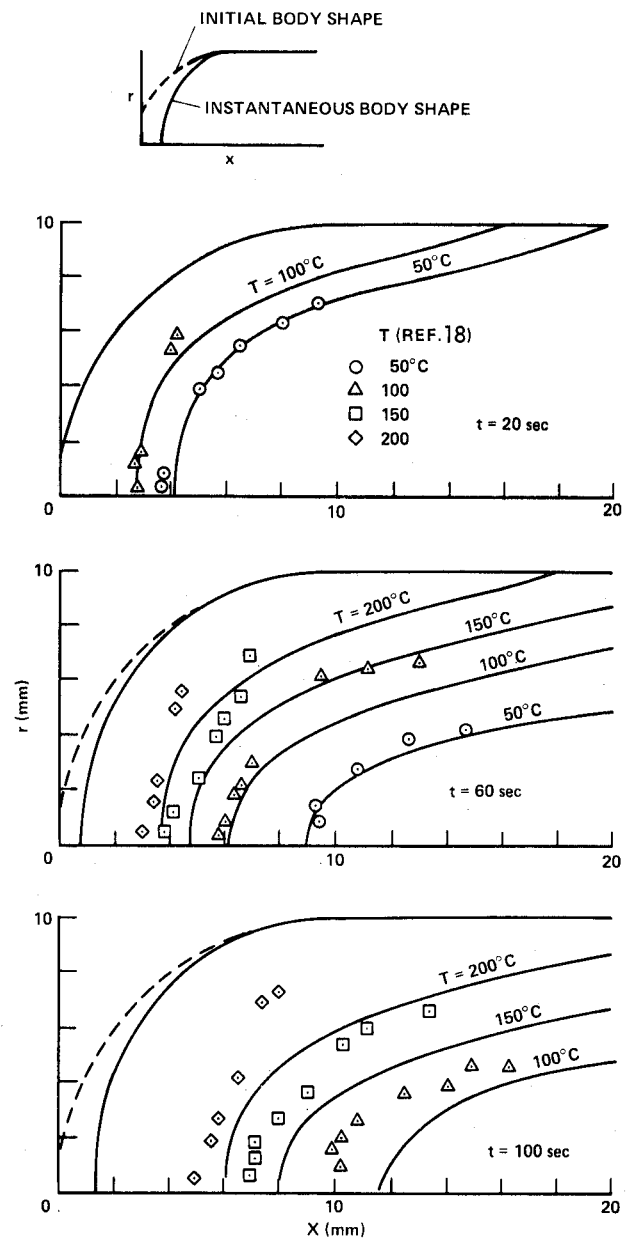 INITIAL BODY SHAPE
r
INSTANTANEOUS BODY SHAPE
x
10
T = 100°C
50°C
T (REF. 18)
50°C
100
150
200
t = 20 sec
0
10
20
10
T = 200°C
150°C
100°C
50°C
r (mm)
t = 60 sec
0
10
20
10
T = 200°C
150°C
100°C
t = 100 sec
0
10
20
X (mm)